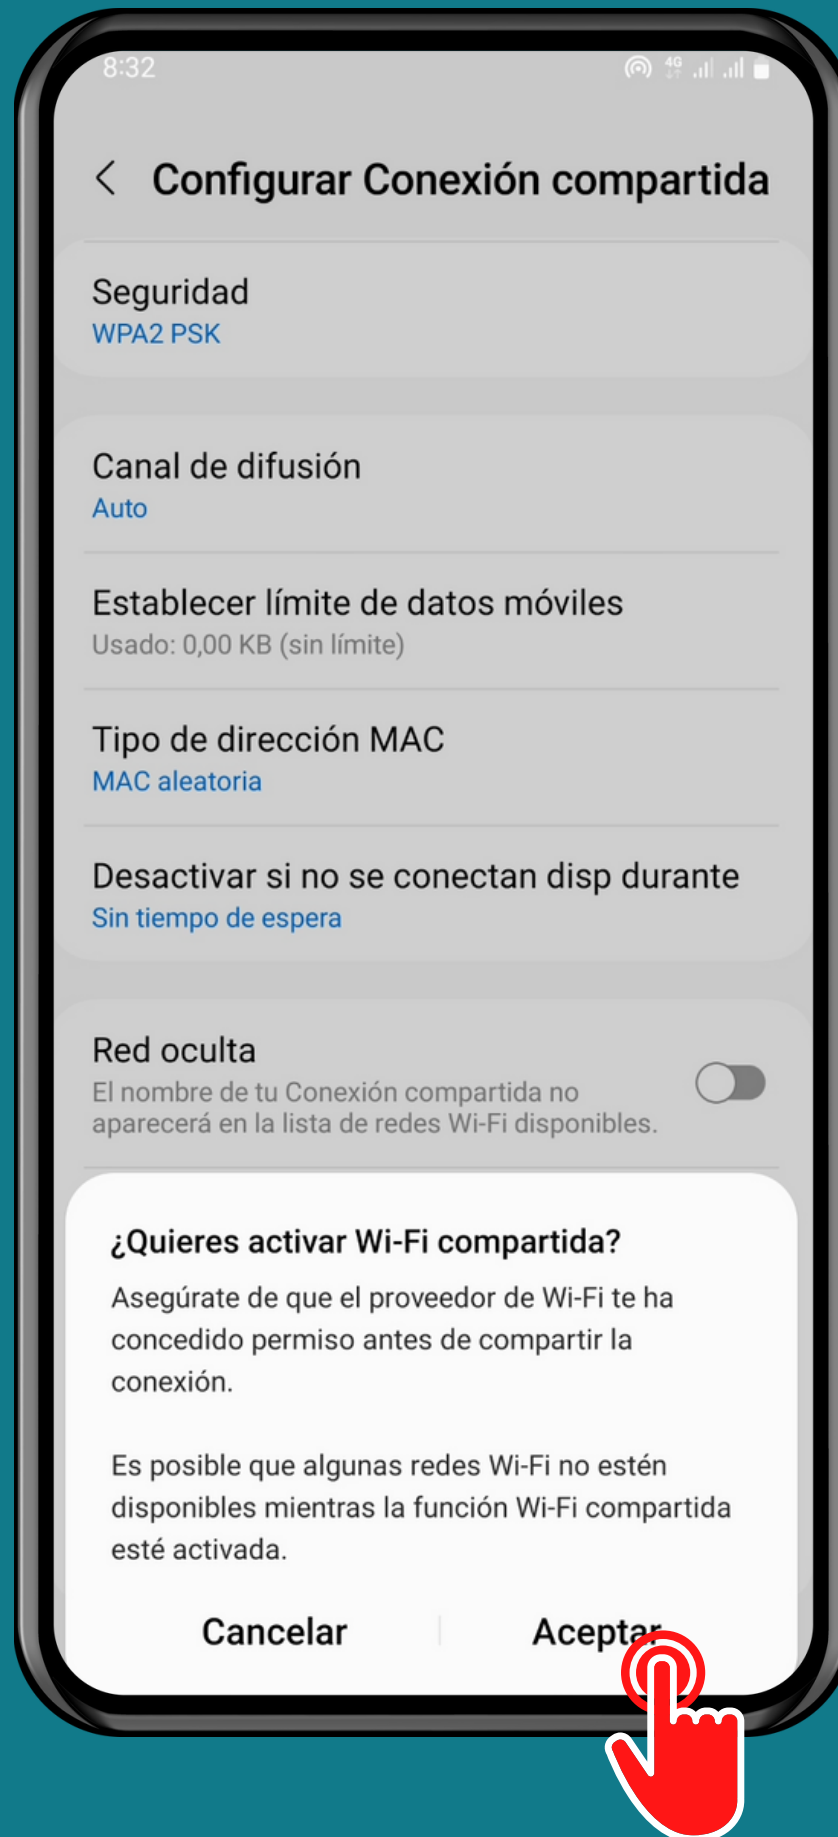 8:32
4G
Configurar Conexión compartida
Seguridad
WPA2 PSK
Canal de difusión
Auto
Establecer límite de datos móviles
Usado: 0,00 KB (sin límite)
Tipo de dirección MAC
MAC aleatoria
Desactivar si no se conectan disp durante
Sin tiempo de espera
Red oculta
El nombre de tu Conexión compartida no
aparecerá en la lista de redes Wi-Fi disponibles.
¿Quieres activar Wi-Fi compartida?
Asegúrate de que el proveedor de Wi-Fi te ha
concedido permiso antes de compartir la
conexión.
Es posible que algunas redes Wi-Fi no estén
disponibles mientras la función Wi-Fi compartida
esté activada.
Cancelar
Aceptar